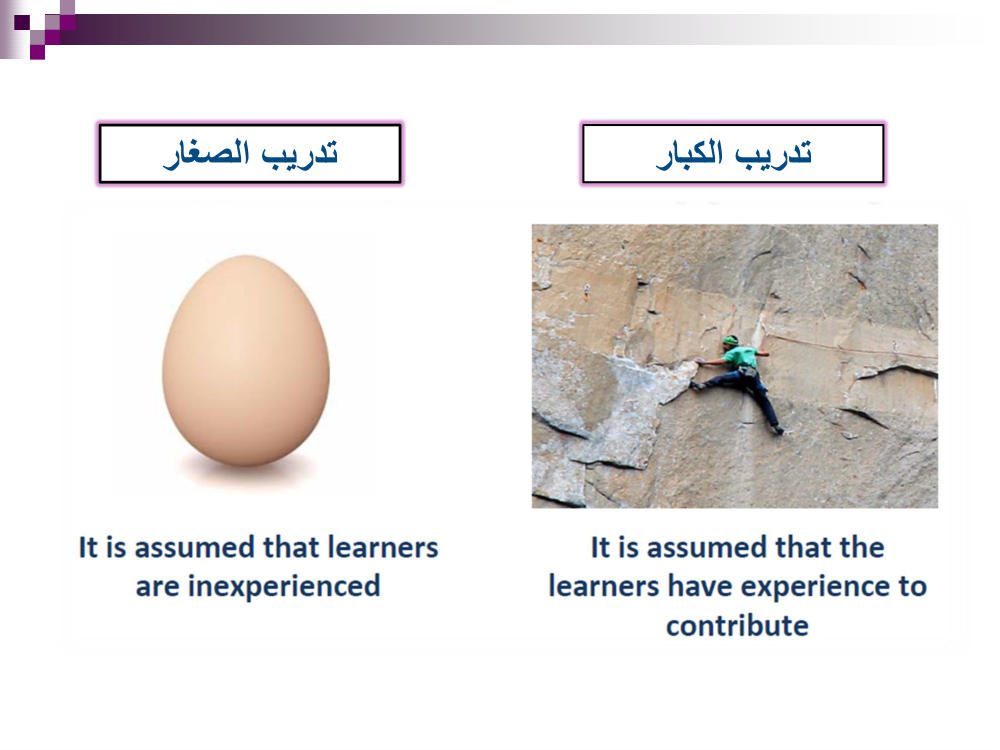 تدريب الصغار
تدريب الكبار
It is assumed that learners
are inexperienced
It is assumed that the
learners have experience to
contribute